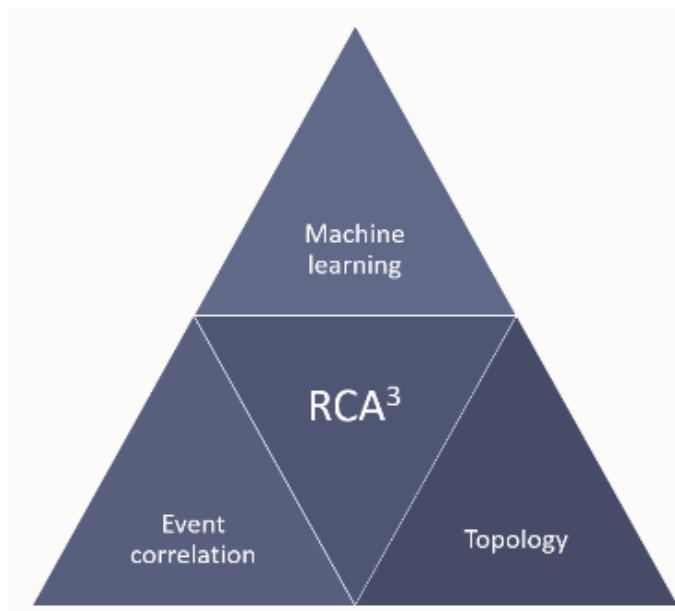 Machine
learning
RCA³
Event
correlation
Topology